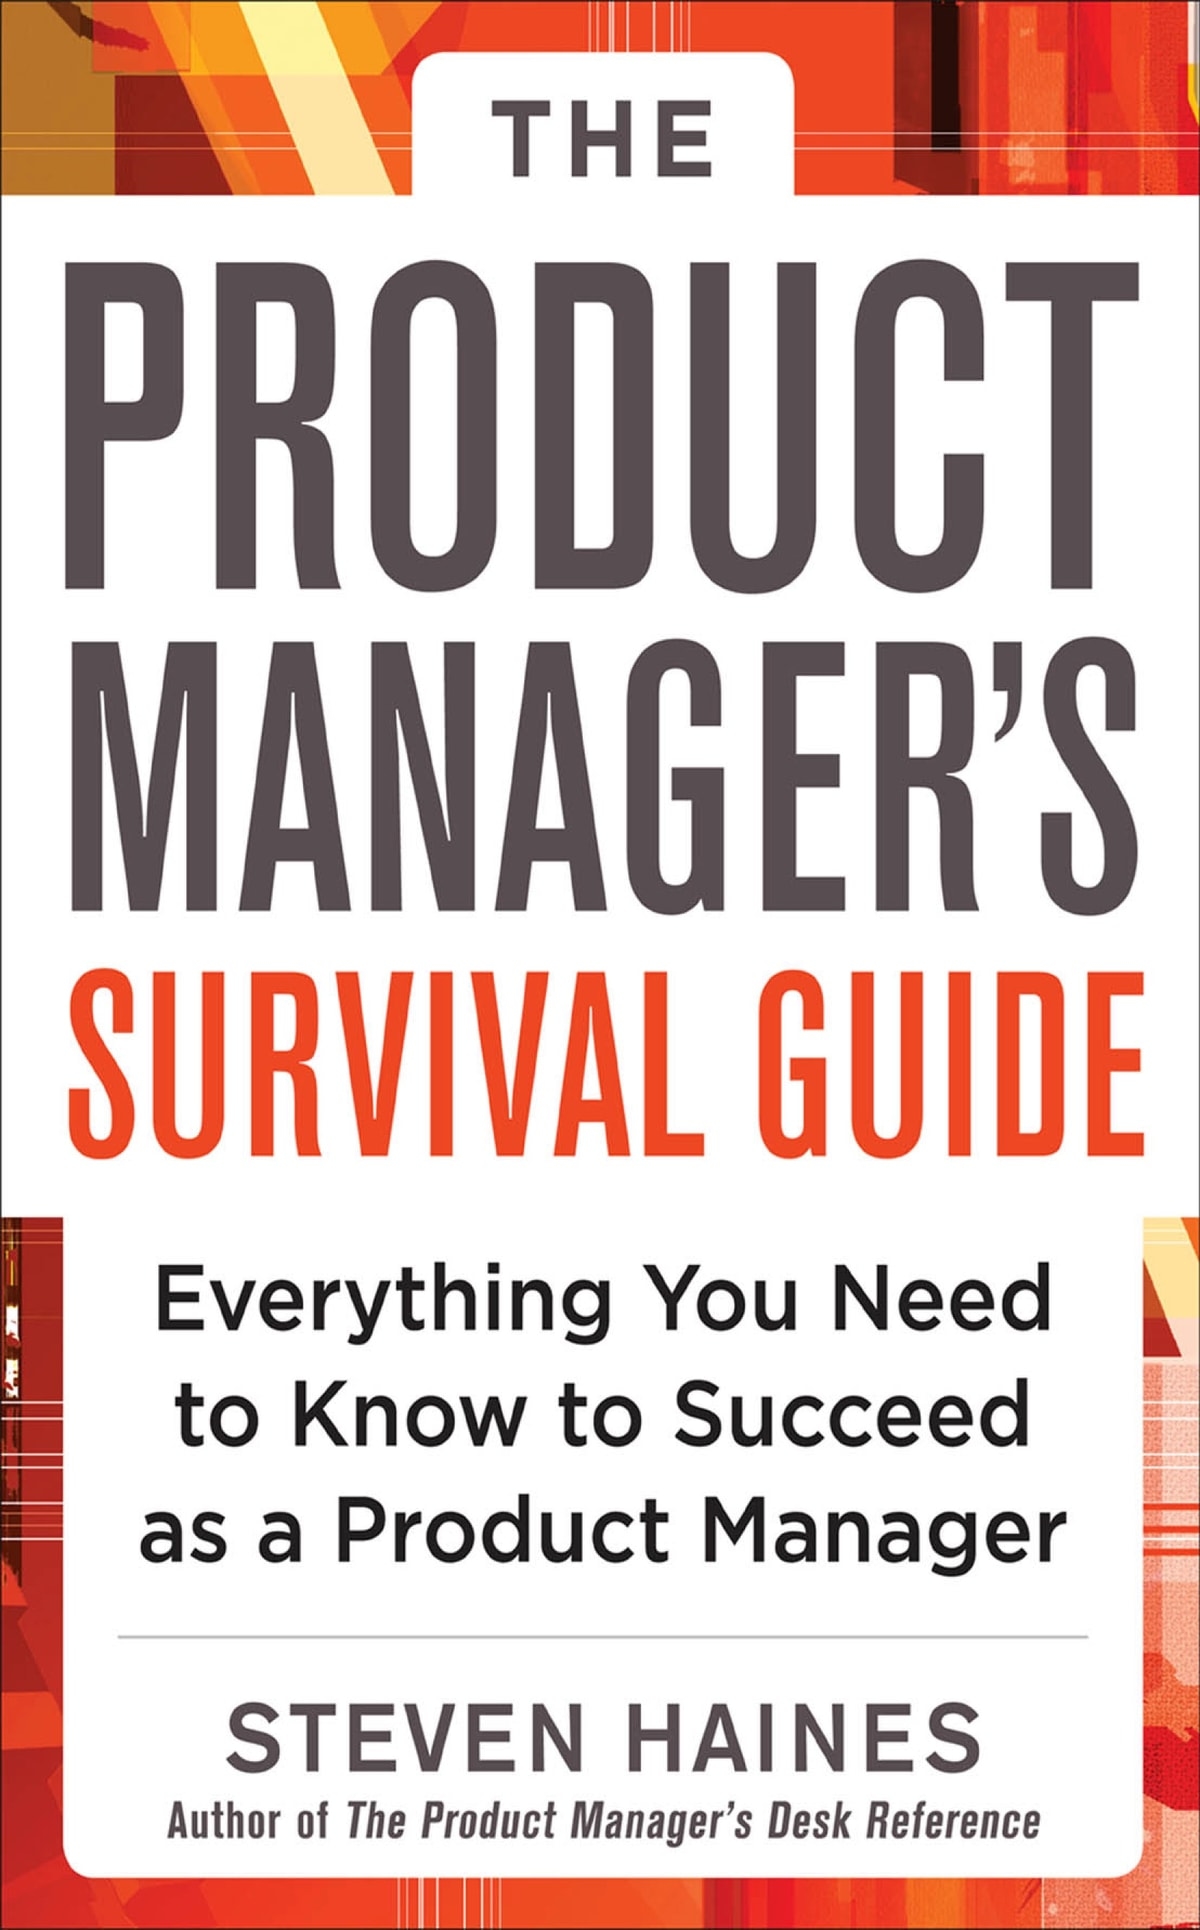 THE
PRODUCT
MANAGER’S
SURVIVAL GUIDE
Everything You Need
to Know to Succeed
as a Product Manager
STEVEN HAINES
Author of The Product Manager’s Desk Reference